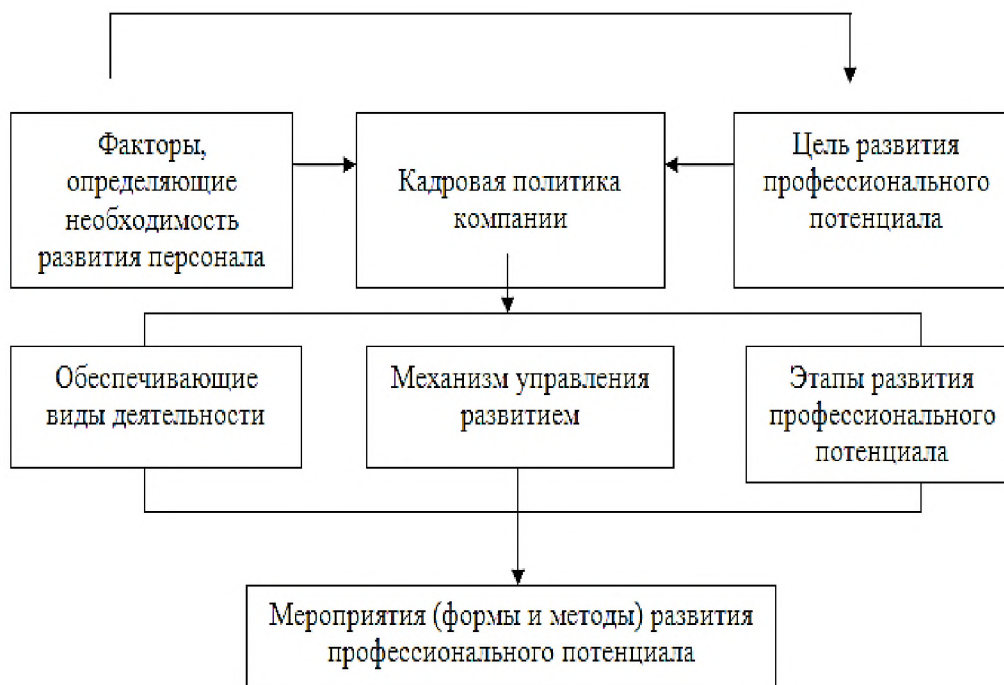 Факторы,
определяющие
необходимость
развития персонала
Кадровая политика
компании
Цель развития
профессионального
потенциала
Обеспечивающие
виды деятельности
Механизм управления
развитием
Этапы развития
профессионального
потенциала
Мероприятия (формы и методы) развития
профессионального потенциала